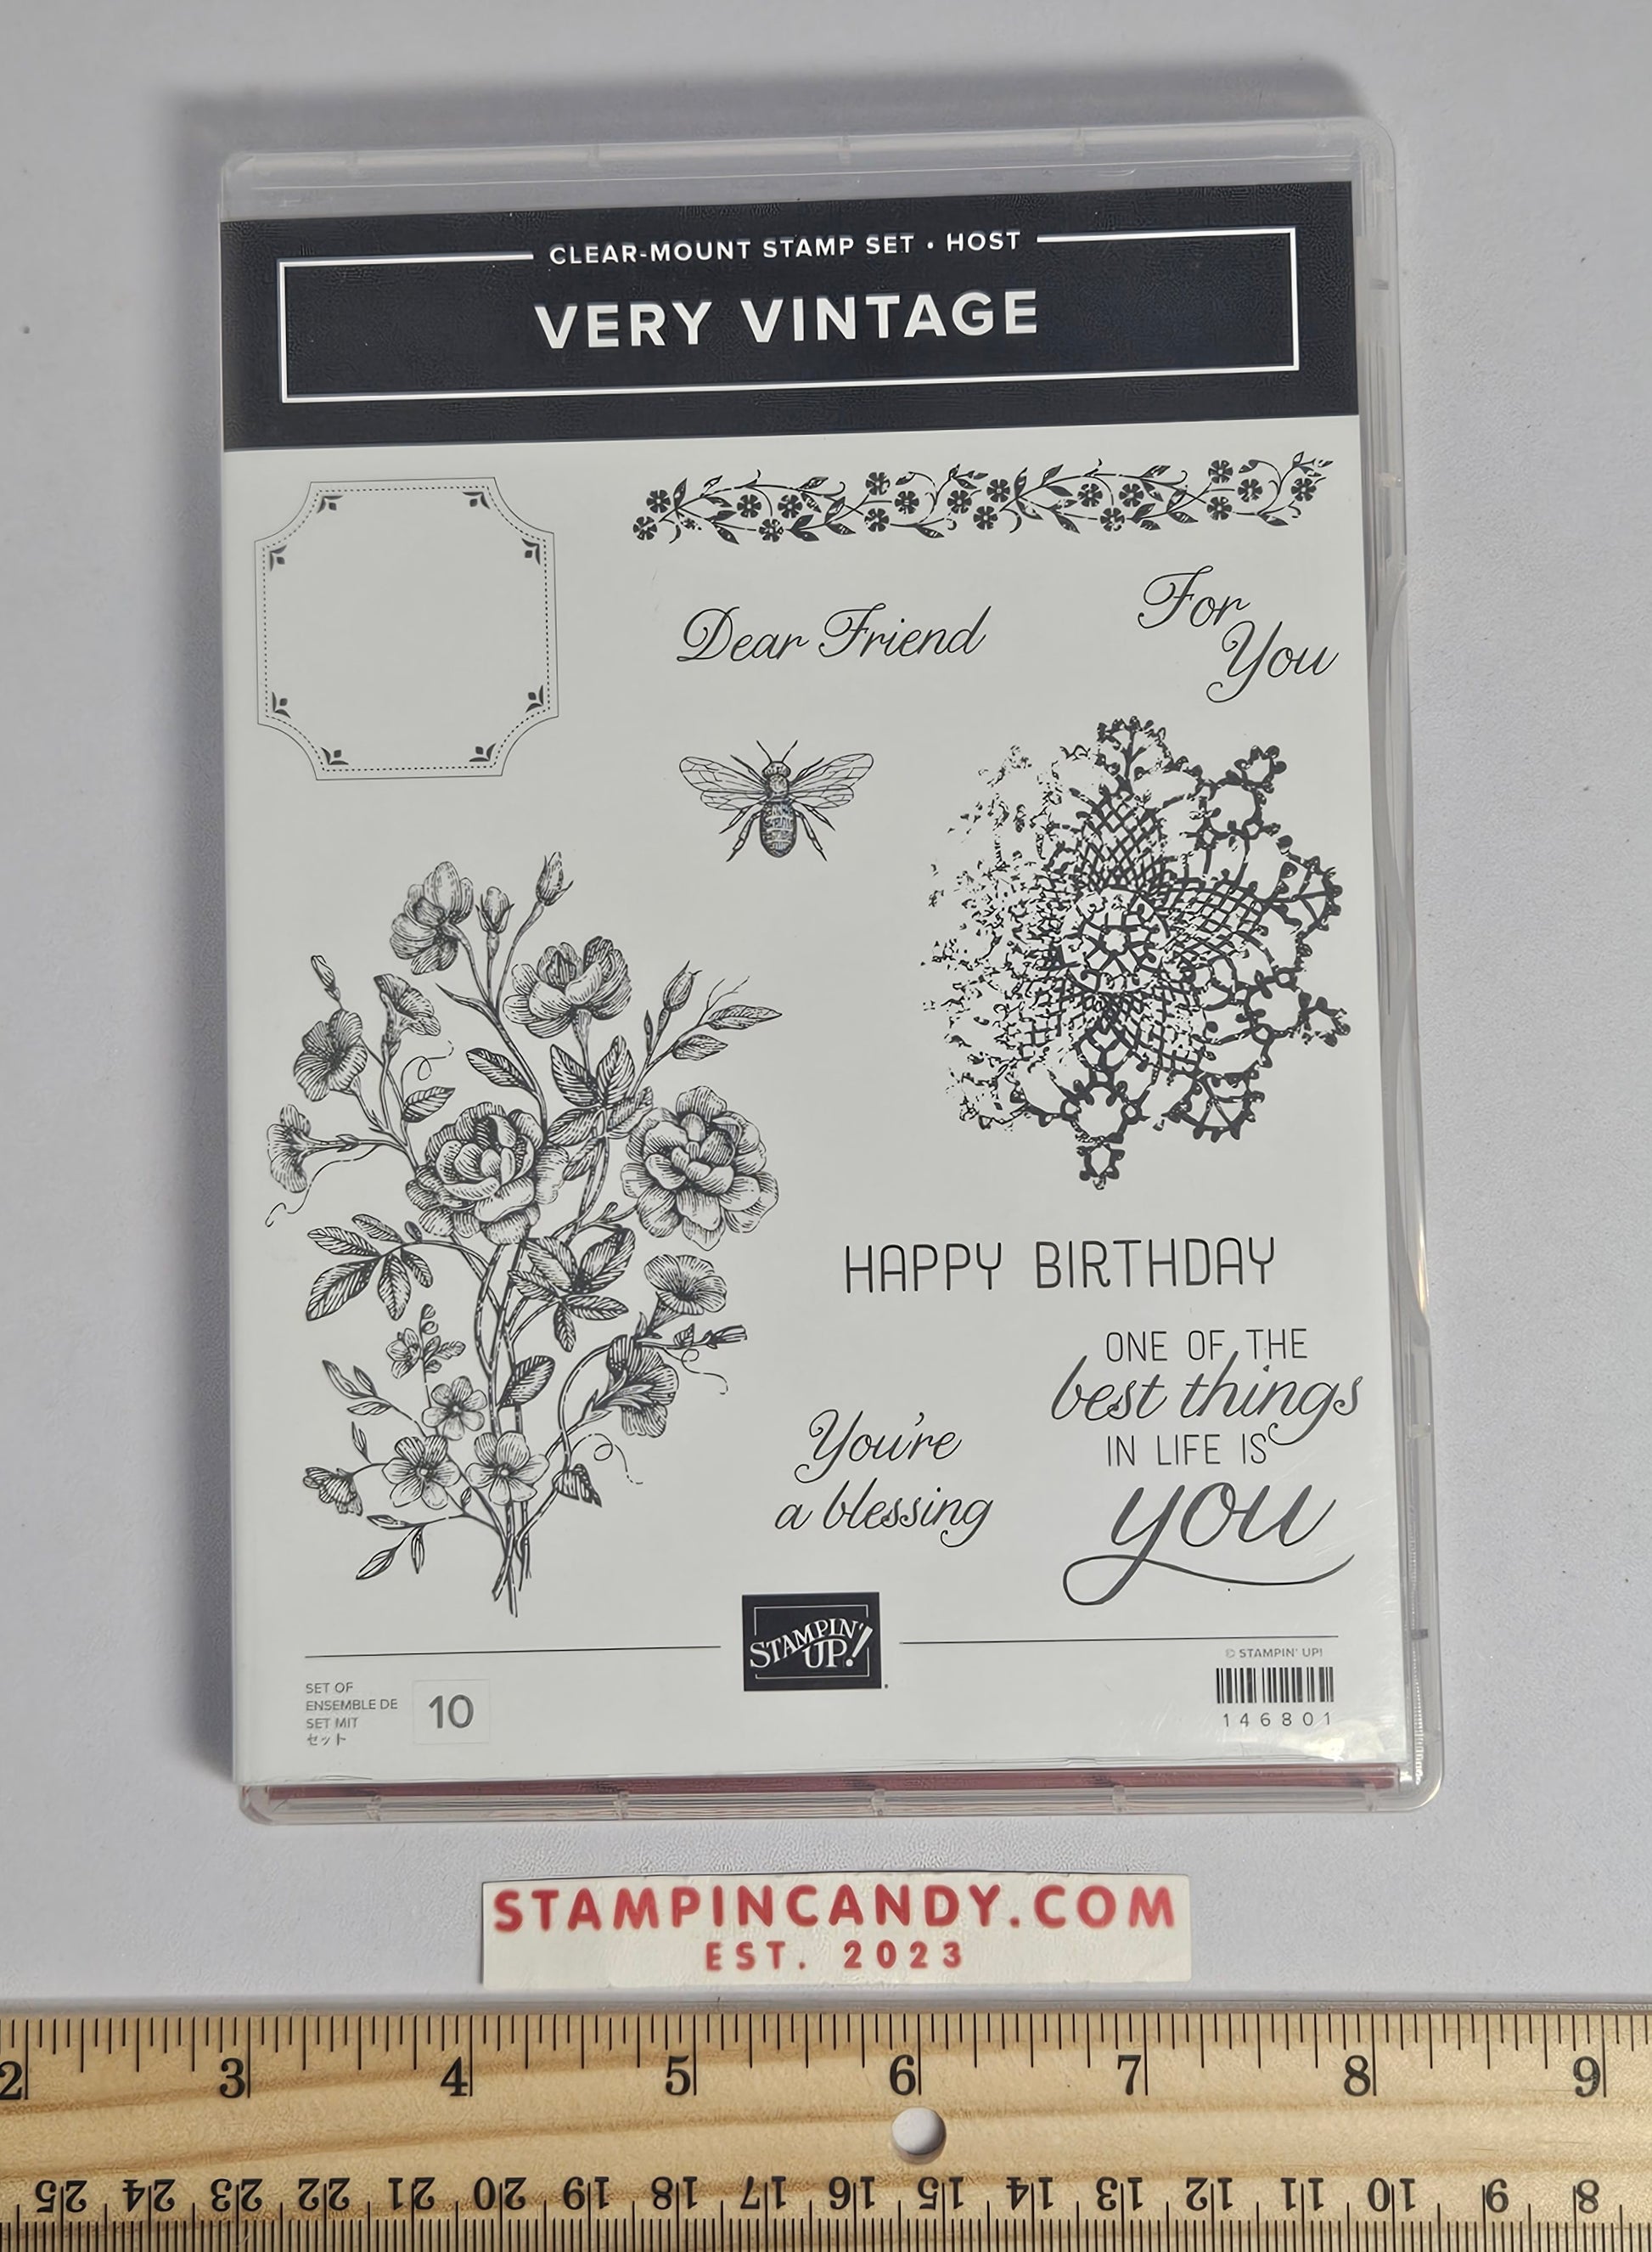 CLEAR-MOUNT STAMP SET • HOST
VERY VINTAGE
Dear Friend
For
You
HAPPY BIRTHDAY
ONE OF THE
best things
IN LIFE IS
you
You're
a blessing
STAMPIN'
UP!
© STAMPIN' UP!
146801
SET OF
ENSEMBLE DE
SET MIT
セット
10
STAMPINCANDY.COM
EST. 2023
2 3 4 5 6 7 8 9
25 24 23 22 21 20 19 18 17 16 15 14 13 12 11 10 9 8